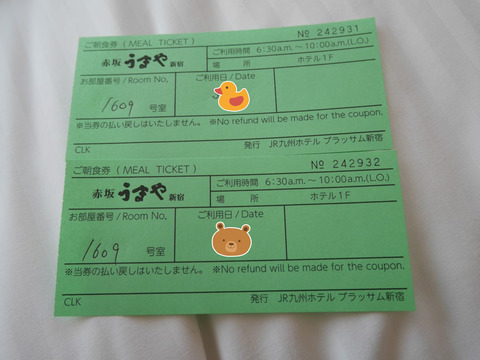 ご朝食券 ( MEAL TICKET )
№ 242931
赤坂 うまや 新宿
ご利用時間 6:30a.m. ~ 10:00a.m.(L.O.)
場所 ホテル1F
お部屋番号 / Room No.
ご利用日 / Date
1609 号室
※当券の払い戻しはいたしません。 ※No refund will be made for the coupon.
CLK 発行 JR九州ホテル ブラッサム新宿
ご朝食券 ( MEAL TICKET )
№ 242932
赤坂 うまや 新宿
ご利用時間 6:30a.m. ~ 10:00a.m.(L.O.)
場所 ホテル1F
お部屋番号 / Room No.
ご利用日 / Date
1609 号室
※当券の払い戻しはいたしません。 ※No refund will be made for the coupon.
CLK 発行 JR九州ホテル ブラッサム新宿